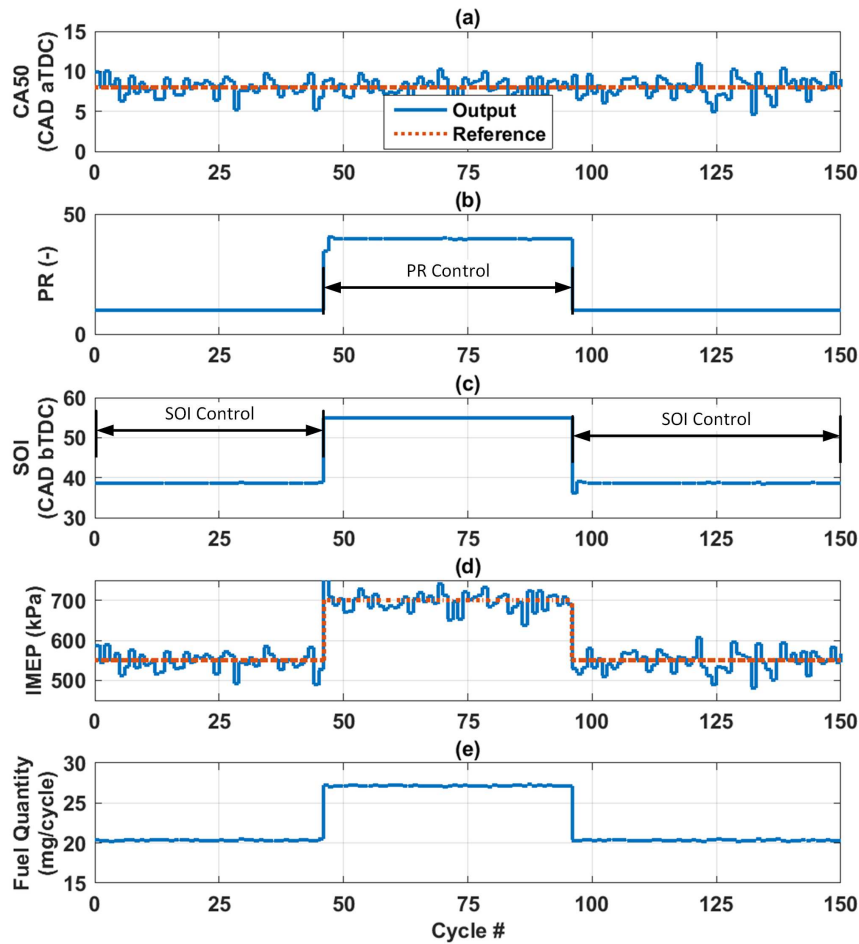 (a)
CA50
(CAD aTDC)
15
10
5
0
Output
Reference
0 25 50 75 100 125 150
(b)
PR (-)
50
0
PR Control
0 25 50 75 100 125 150
(c)
SOI
(CAD bTDC)
60
50
40
30
SOI Control
SOI Control
0 25 50 75 100 125 150
(d)
IMEP (kPa)
700
600
500
0 25 50 75 100 125 150
(e)
Fuel Quantity
(mg/cycle)
30
25
20
15
0 25 50 75 100 125 150
Cycle #